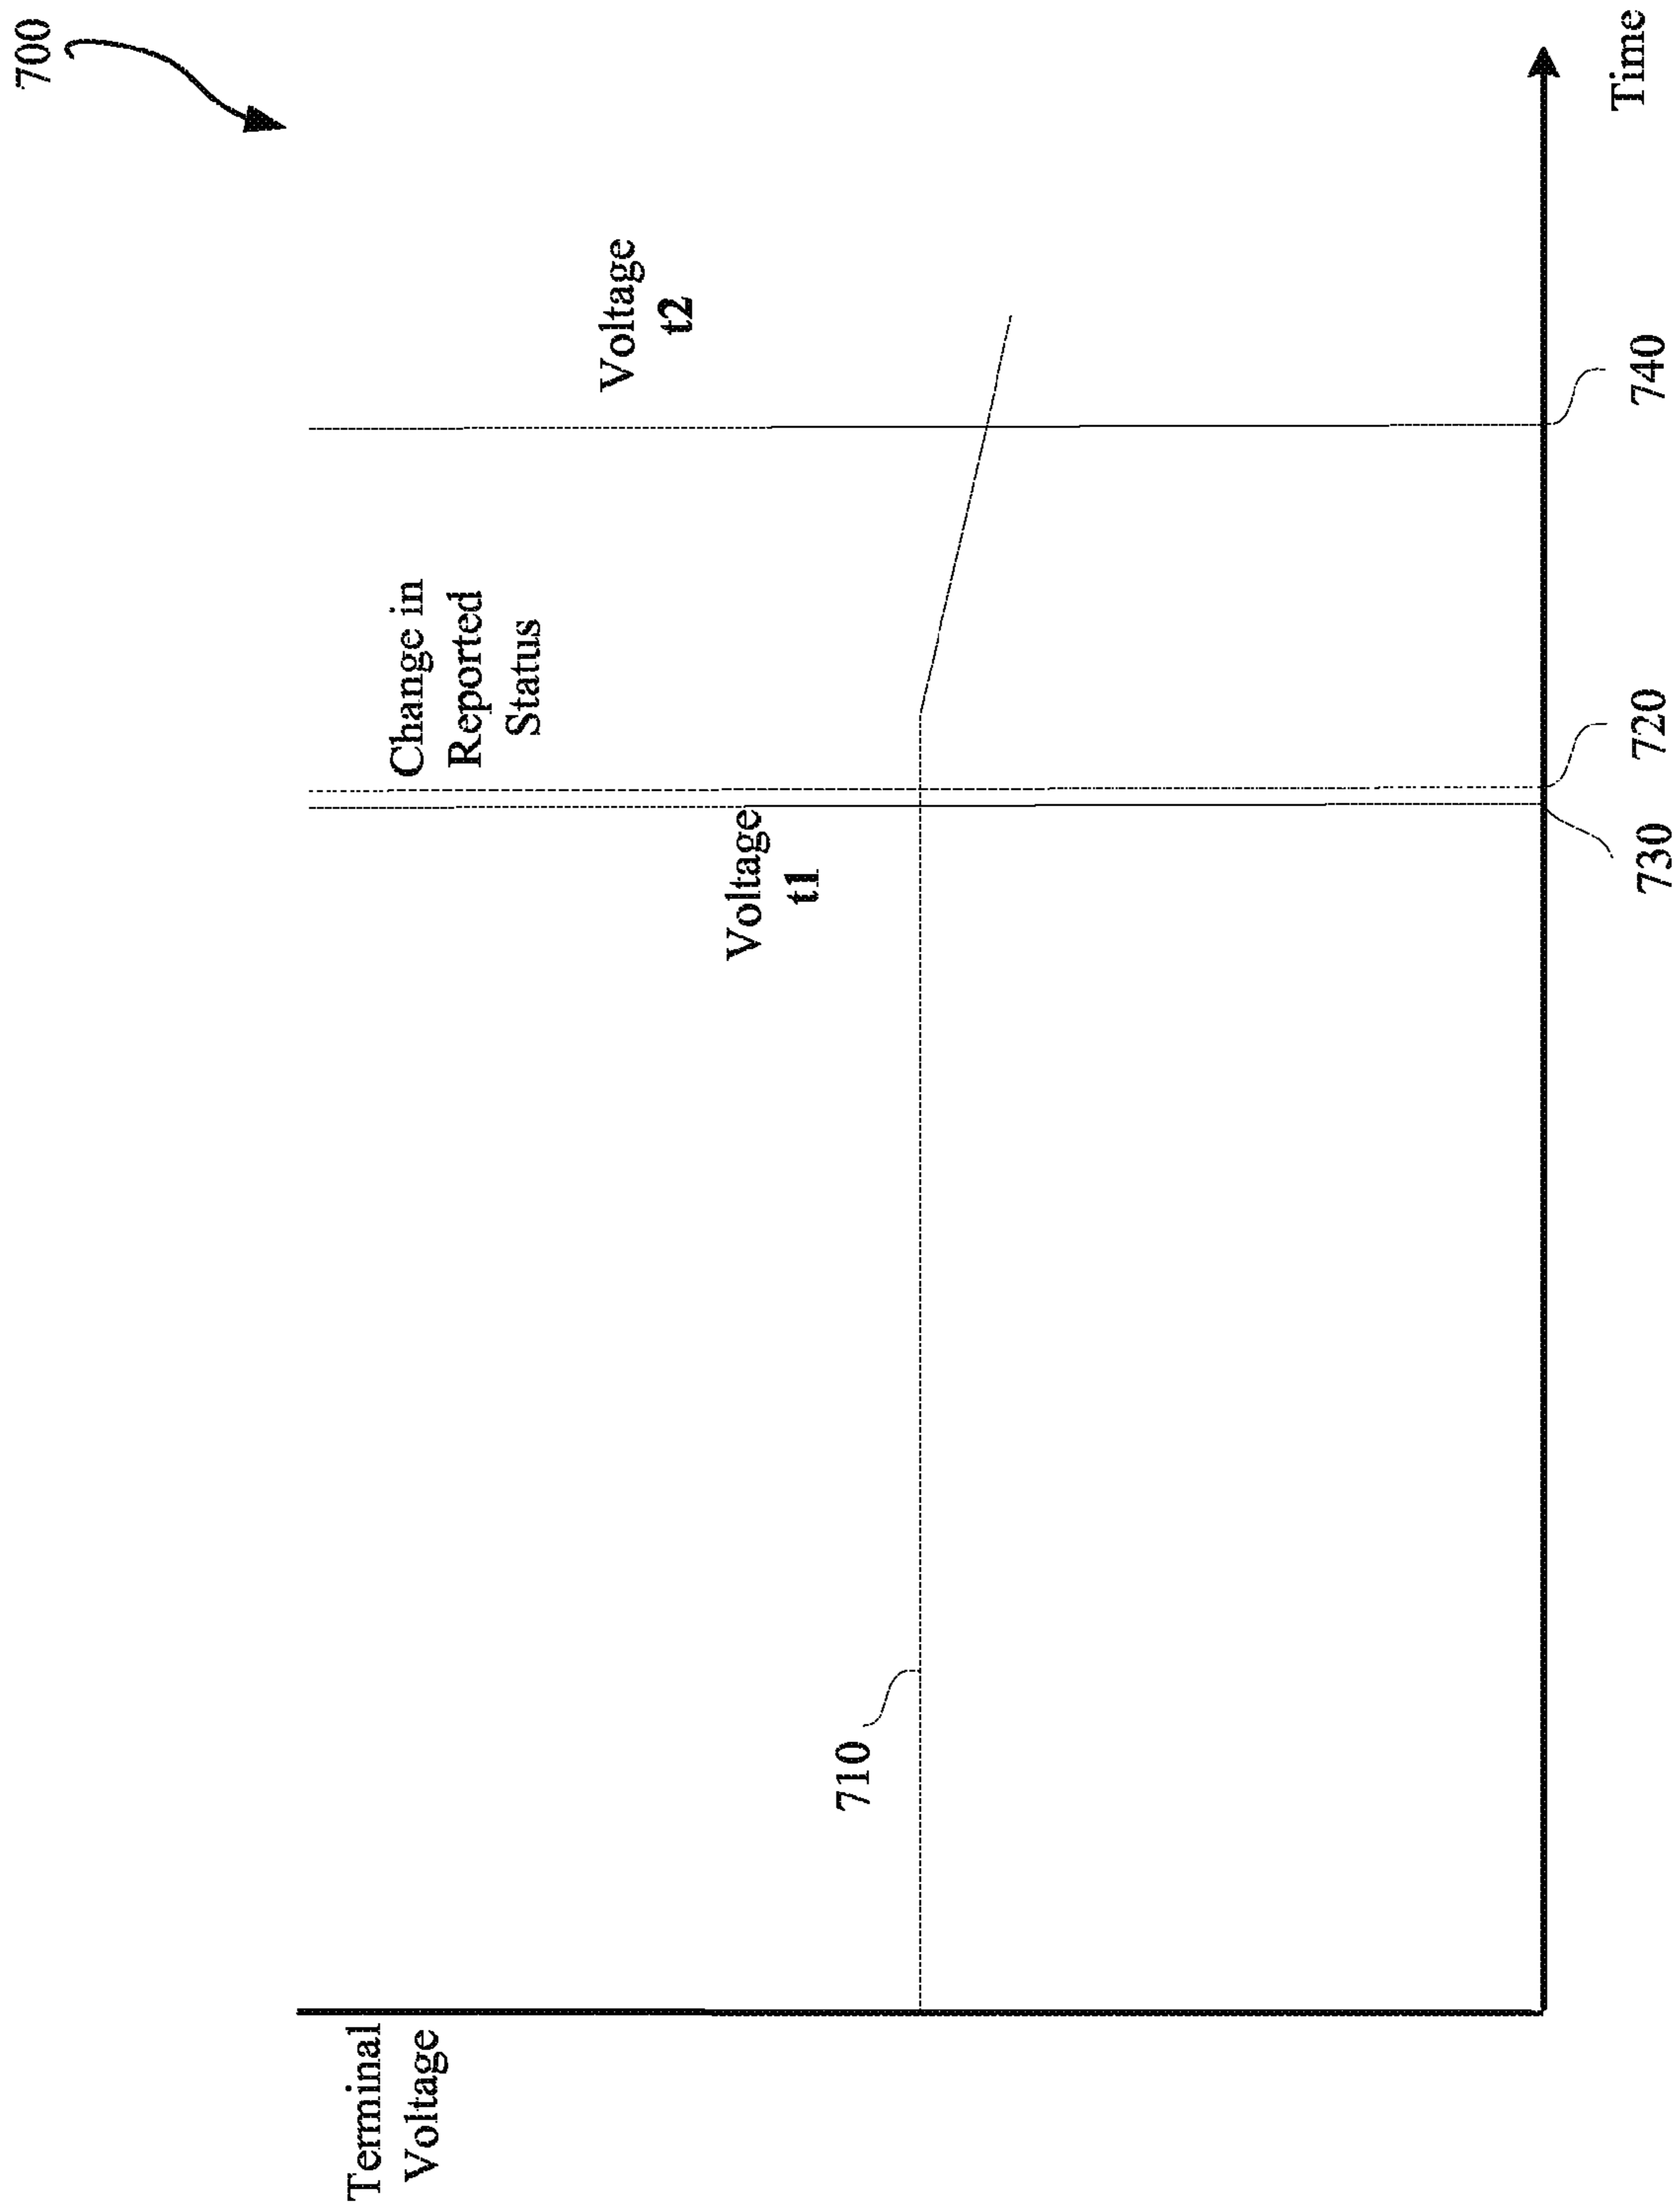 700
Terminal
Voltage
Change in
Reported
Status
Voltage
t2
Voltage
t1
710
730
720
740
Time